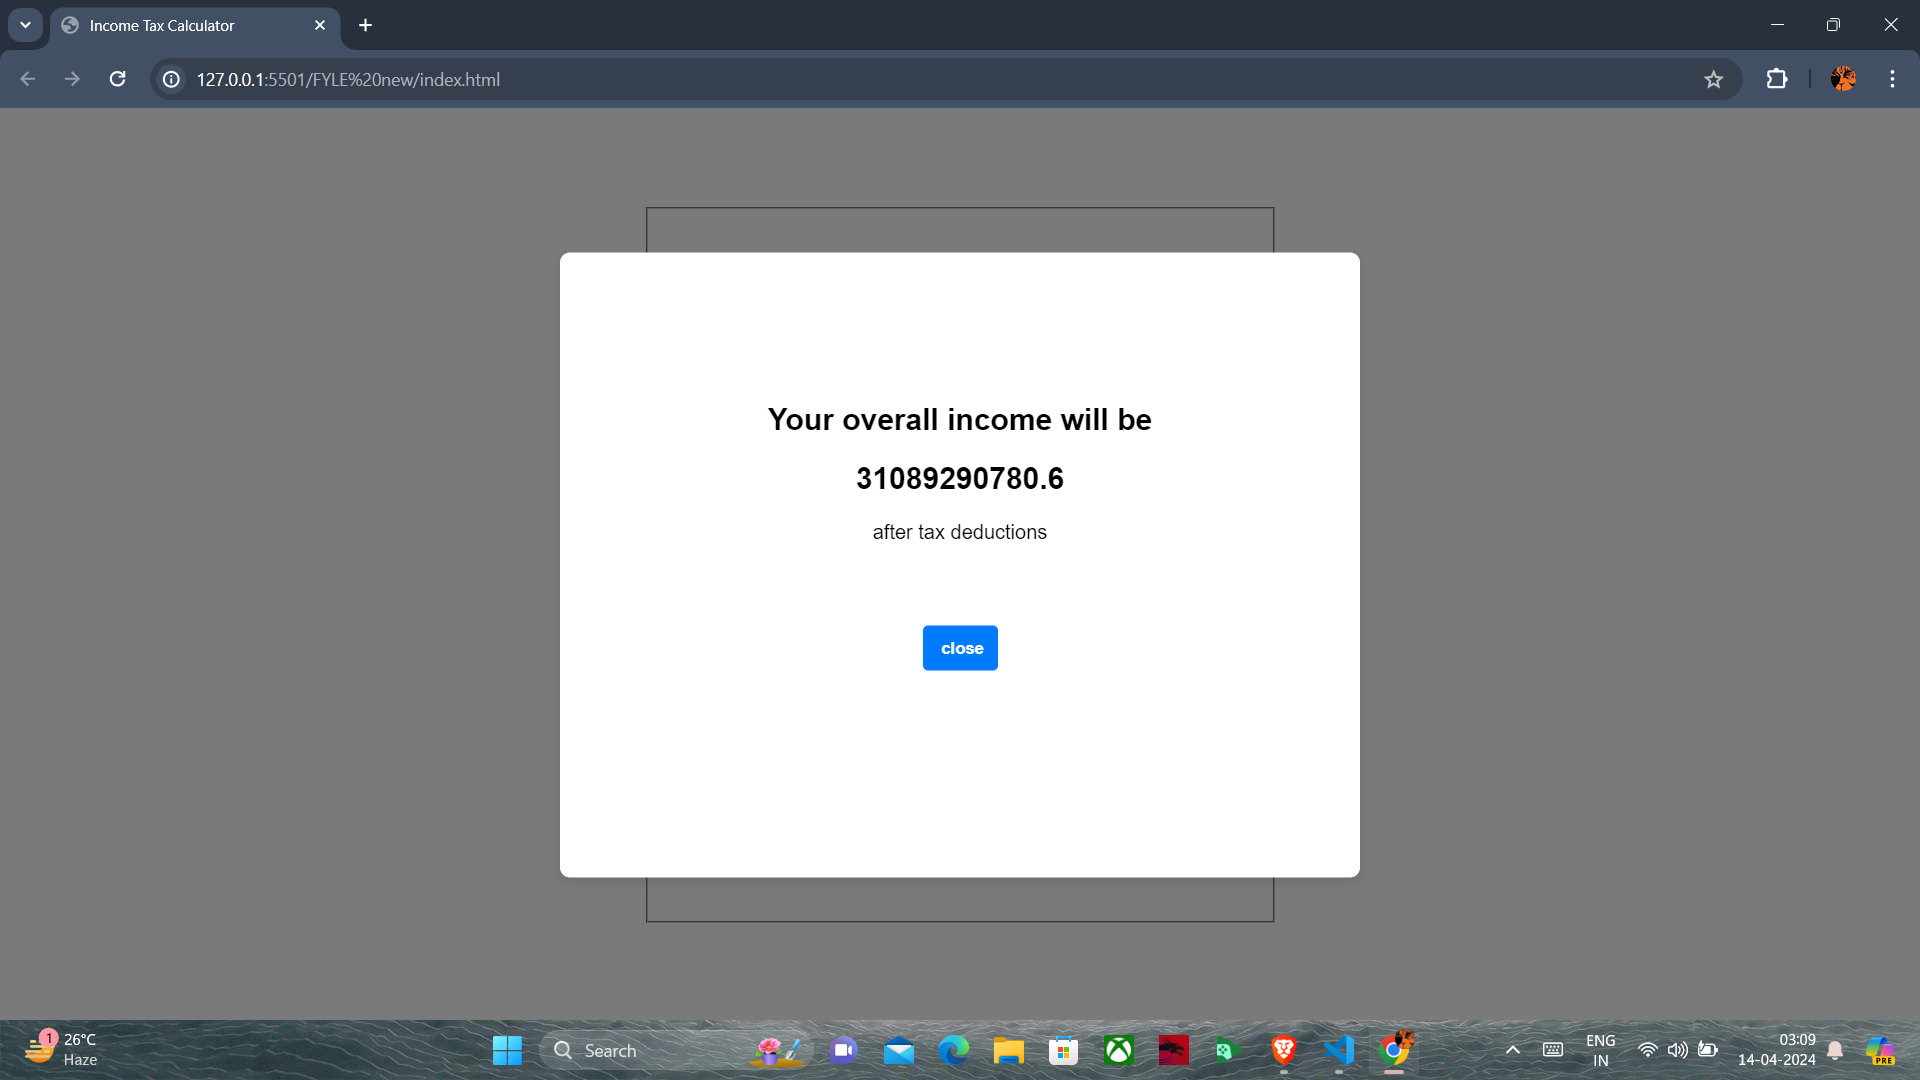 Income Tax Calculator
127.0.0.1:5501/FYLE%20new/index.html
Your overall income will be
31089290780.6
after tax deductions
close
1
26°C
Haze
Search
ENG
IN
03:09
14-04-2024
PRE